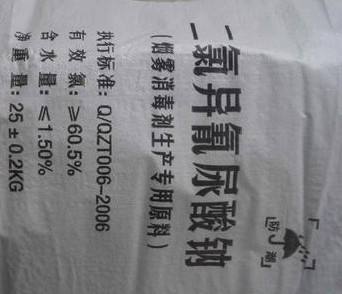 二氯异氰尿酸钠
（烟雾消毒剂生产专用原料）
执行标准：Q/QZT006-2006
有效氯：≥60.5%
含水量：≤1.50%
净重量：25±0.2KG
防潮